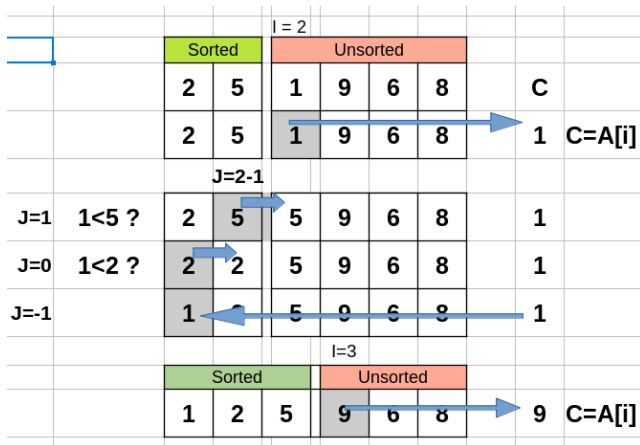 I = 2
Sorted Unsorted
2 5 1 9 6 8 C
2 5 1 9 6 8 1 C=A[i]
J=2-1
J=1 1<5 ? 2 5 5 9 6 8 1
J=0 1<2 ? 2 2 5 9 6 8 1
J=-1 1 2 5 9 6 8 1
I=3
Sorted Unsorted
1 2 5 9 6 8 9 C=A[i]